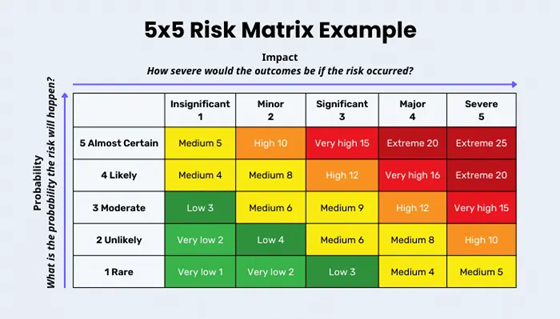 5x5 Risk Matrix Example
Impact
How severe would the outcomes be if the risk occurred?
Probability
What is the probability the risk will happen?
Insignificant 1 Minor 2 Significant 3 Major 4 Severe 5
5 Almost Certain Medium 5 High 10 Very high 15 Extreme 20 Extreme 25
4 Likely Medium 4 Medium 8 High 12 Very high 16 Extreme 20
3 Moderate Low 3 Medium 6 Medium 9 High 12 Very high 15
2 Unlikely Very low 2 Low 4 Medium 6 Medium 8 High 10
1 Rare Very low 1 Very low 2 Low 3 Medium 4 Medium 5